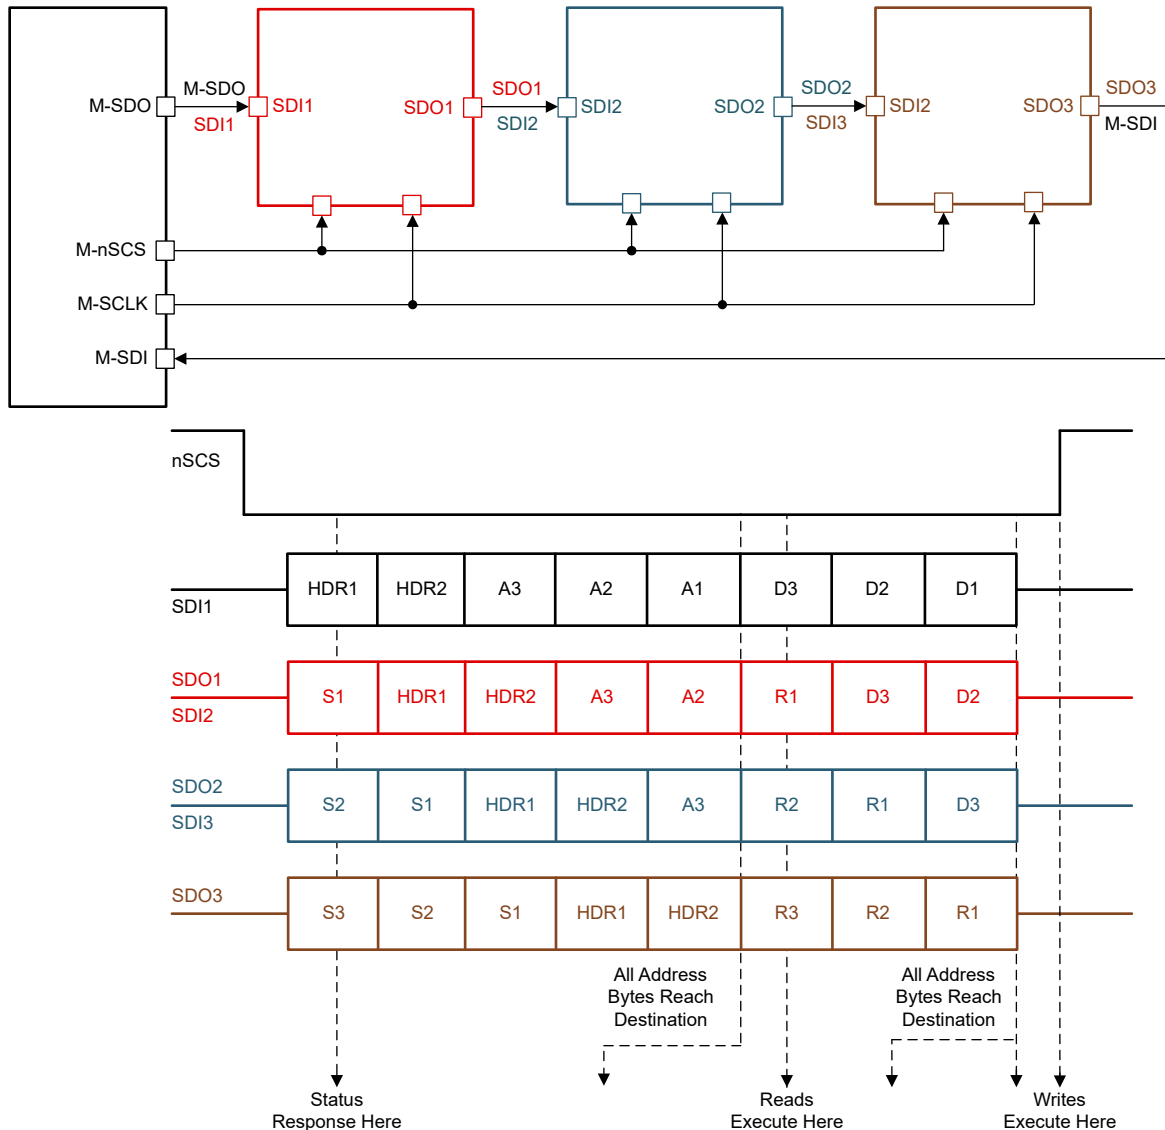 M-SDO
M-SDO
SDI1
SDI1
SDO1
SDO1
SDI2
SDI2
SDO2
SDO2
SDI3
SDI2
SDO3
SDO3
M-SDI
M-nSCS
M-SCLK
M-SDI
nSCS
SDI1
HDR1 HDR2 A3 A2 A1 D3 D2 D1
SDO1
SDI2
S1 HDR1 HDR2 A3 A2 R1 D3 D2
SDO2
SDI3
S2 S1 HDR1 HDR2 A3 R2 R1 D3
SDO3
S3 S2 S1 HDR1 HDR2 R3 R2 R1
All Address
Bytes Reach
Destination
All Address
Bytes Reach
Destination
Status
Response Here
Reads
Execute Here
Writes
Execute Here